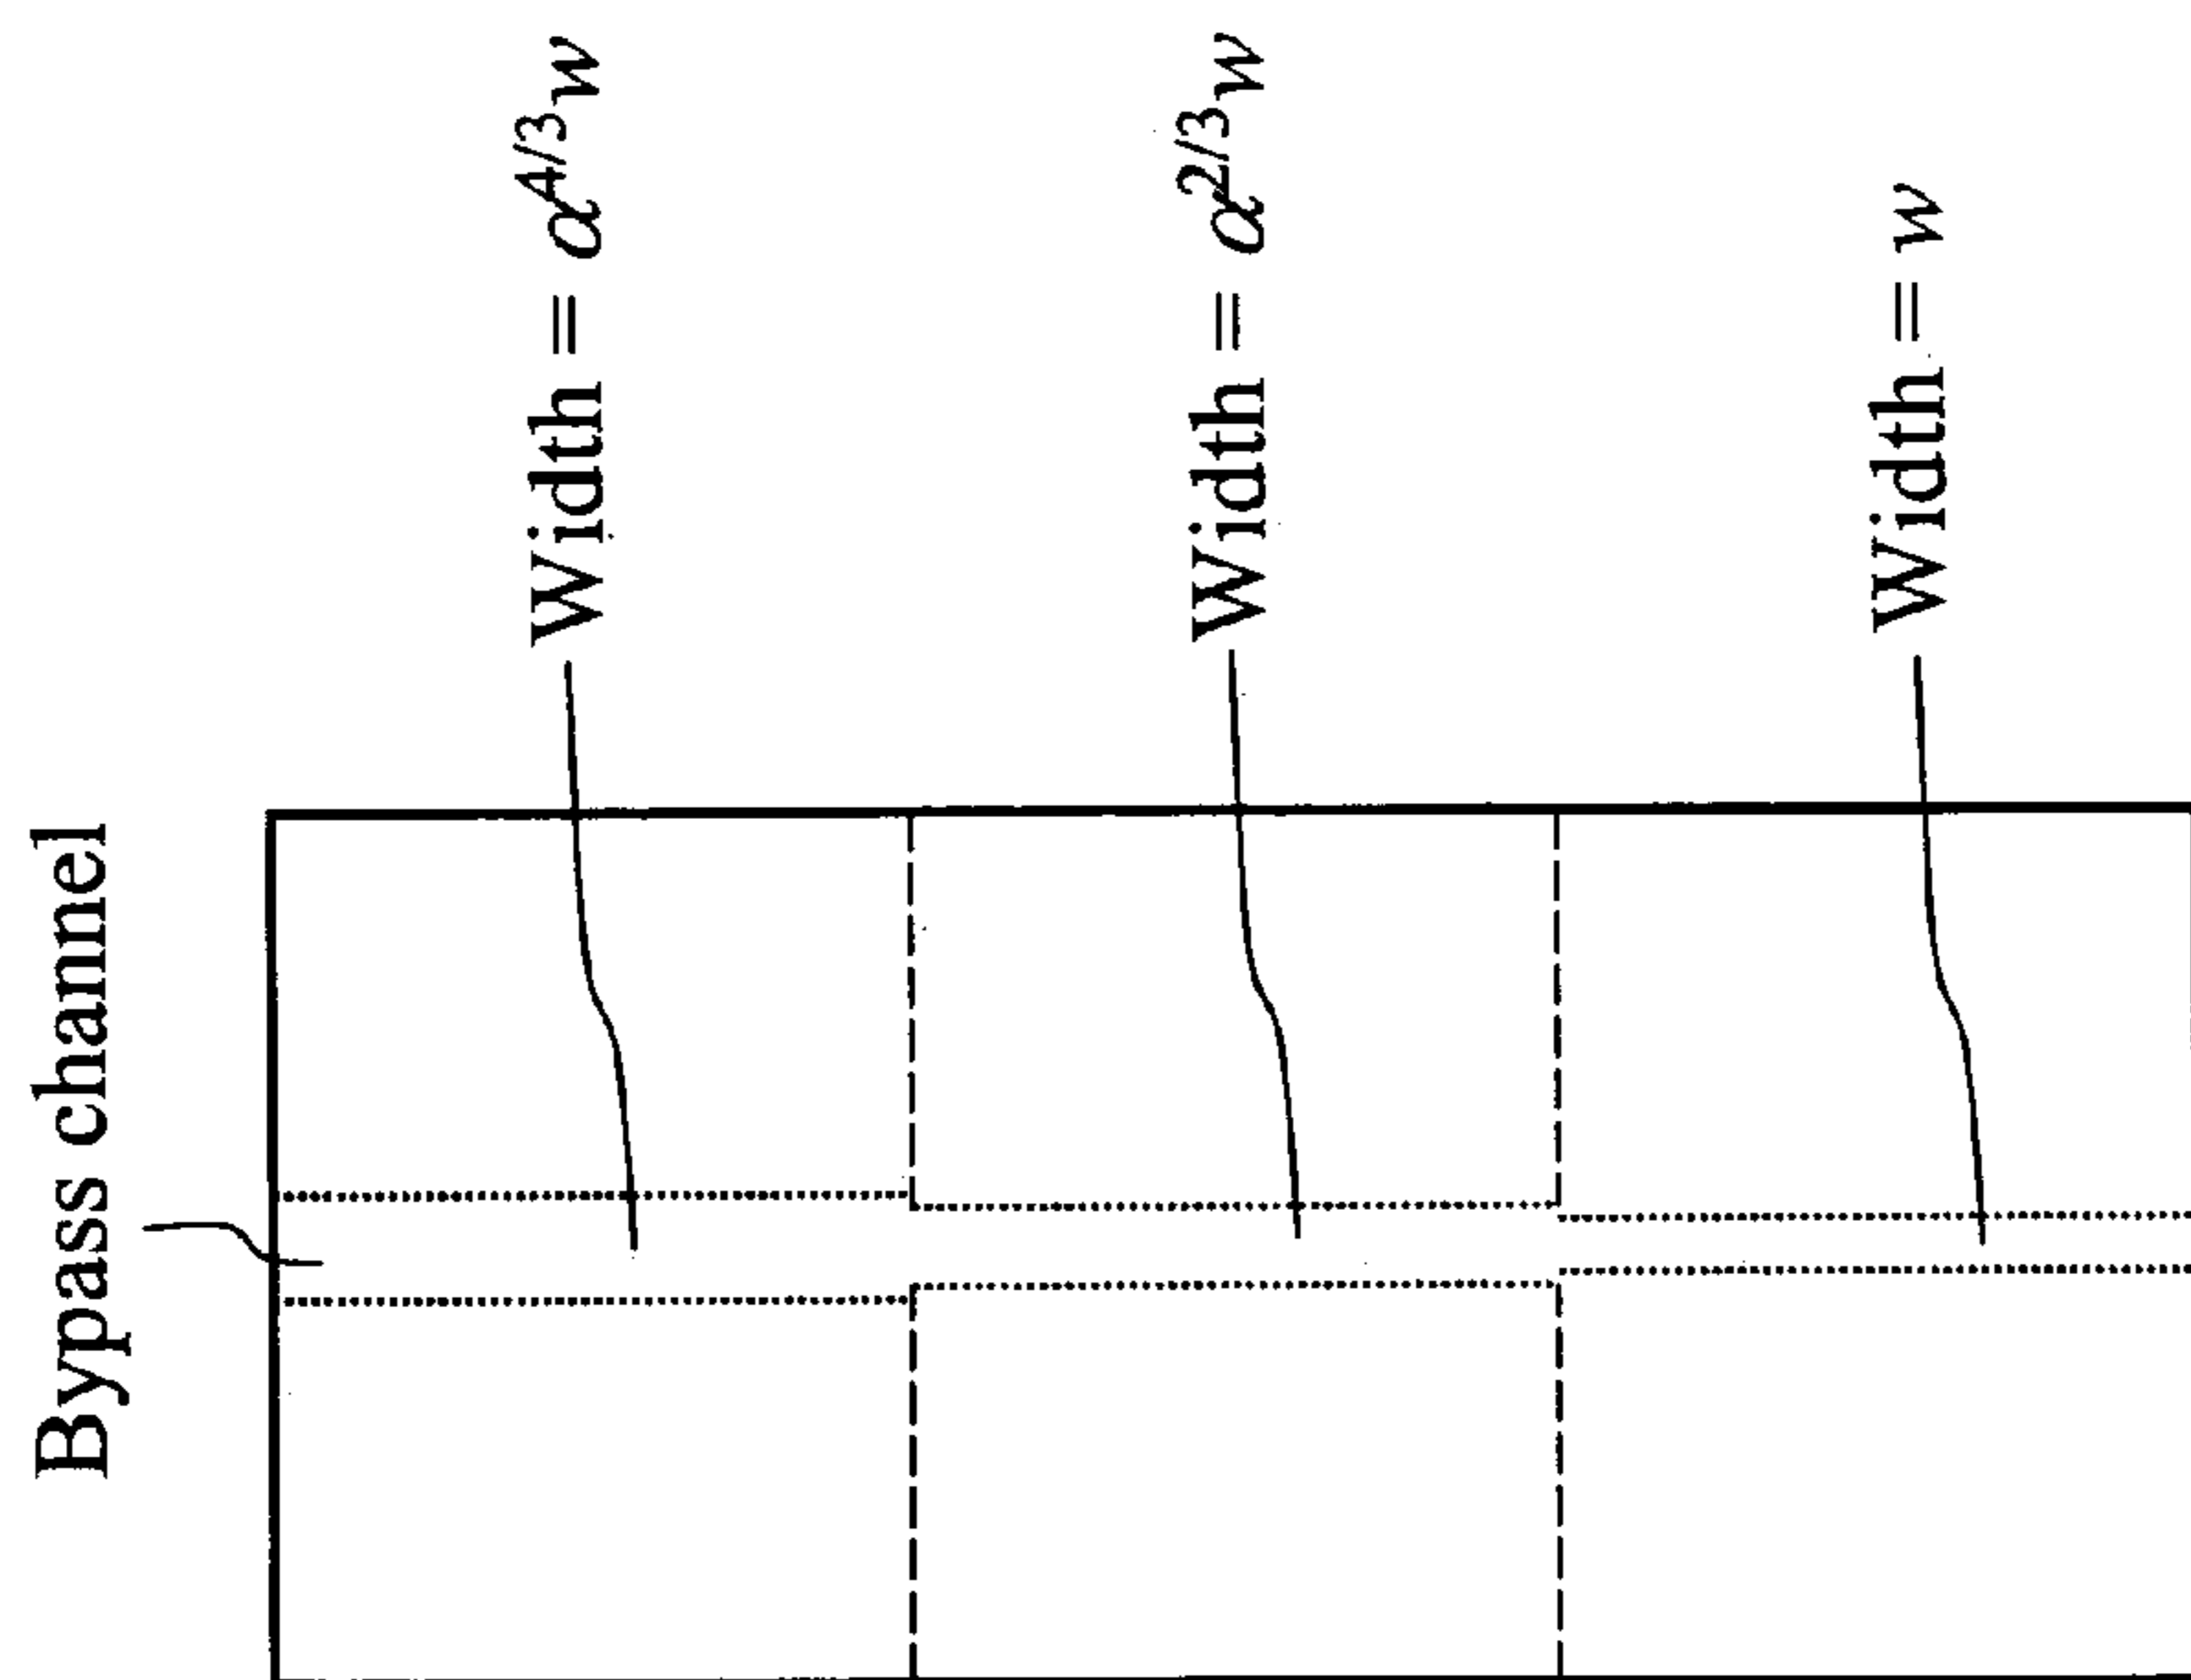 Bypass channel
Width = α^{4/3}w
Width = α^{2/3}w
Width = w